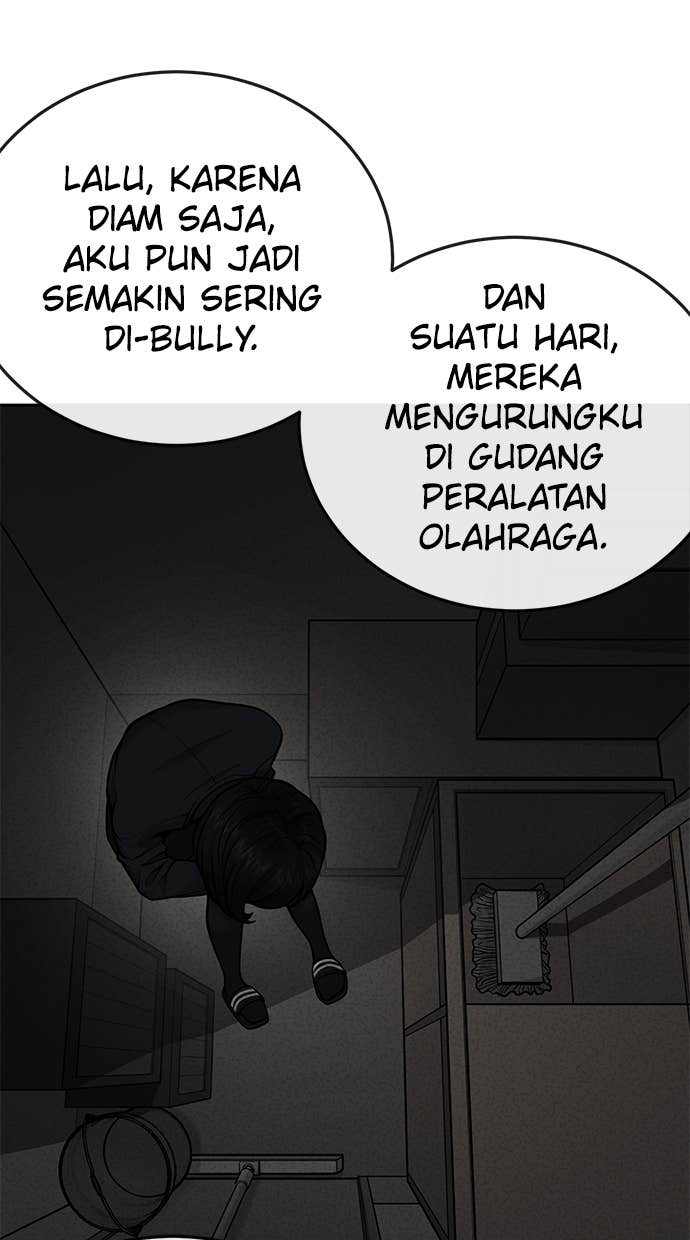 LALU, KARENA
DIAM SAJA,
AKU PUN JADI
SEMAKIN SERING
DI-BULLY.
DAN
SUATU HARI,
MEREKA
MENGURUNGKU
DI GUDANG
PERALATAN
OLAHRAGA.